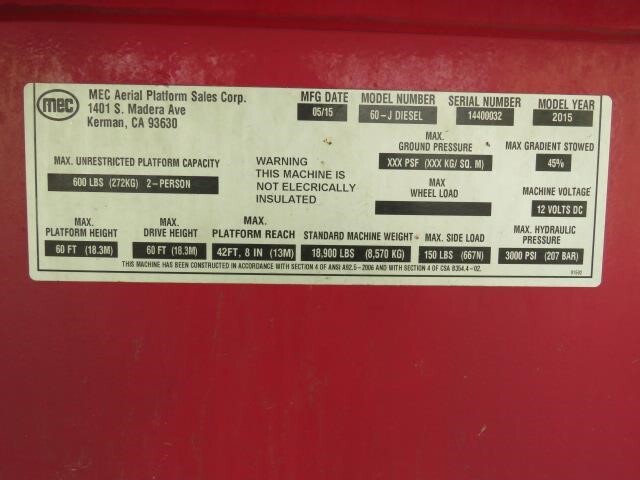 mec
MEC Aerial Platform Sales Corp.
1401 S. Madera Ave
Kerman, CA 93630
MFG DATE
05/15
MODEL NUMBER
60-J DIESEL
SERIAL NUMBER
14400032
MODEL YEAR
2015
MAX. UNRESTRICTED PLATFORM CAPACITY
600 LBS (272KG) 2-PERSON
WARNING
THIS MACHINE IS
NOT ELECRICALLY
INSULATED
MAX.
GROUND PRESSURE
XXX PSF (XXX KG/ SQ. M)
MAX GRADIENT STOWED
45%
MAX
WHEEL LOAD
MACHINE VOLTAGE
12 VOLTS DC
MAX.
PLATFORM HEIGHT
60 FT (18.3M)
MAX.
DRIVE HEIGHT
60 FT (18.3M)
MAX.
PLATFORM REACH
42FT, 8 IN (13M)
STANDARD MACHINE WEIGHT
18,900 LBS (8,570 KG)
MAX. SIDE LOAD
150 LBS (667N)
MAX. HYDRAULIC
PRESSURE
3000 PSI (207 BAR)
THIS MACHINE HAS BEEN CONSTRUCTED IN ACCORDANCE WITH SECTION 4 OF ANSI A92.5-2006 AND WITH SECTION 4 OF CSA B354.4-02.